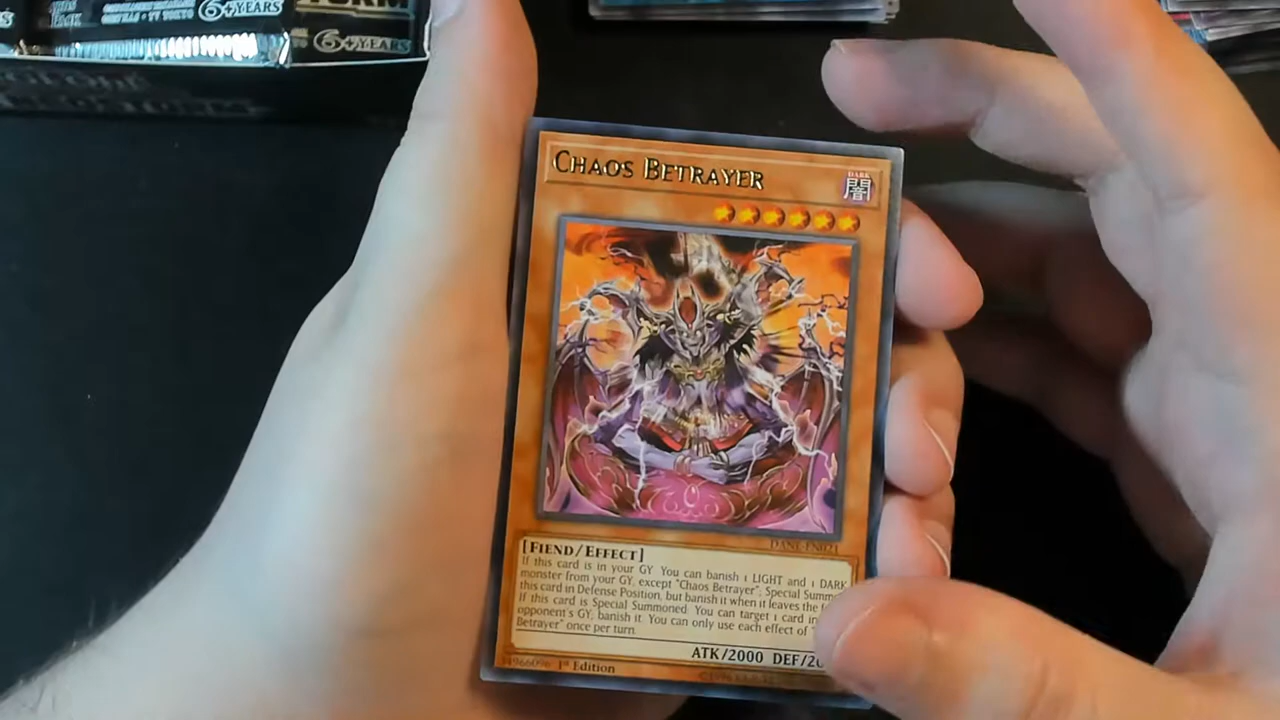 6+YEARS
6+YEARS
CHAOS BETRAYER
DARK
闇
DANE-EN021
[FIEND/EFFECT]
If this card is in your GY: You can banish 1 LIGHT and 1 DARK
monster from your GY, except "Chaos Betrayer"; Special Summo
this card in Defense Position, but banish it when it leaves the
If this card is Special Summoned: You can target 1 card in
opponent's GY; banish it. You can only use each effect of
Betrayer" once per turn.
ATK/2000 DEF/20
1st Edition